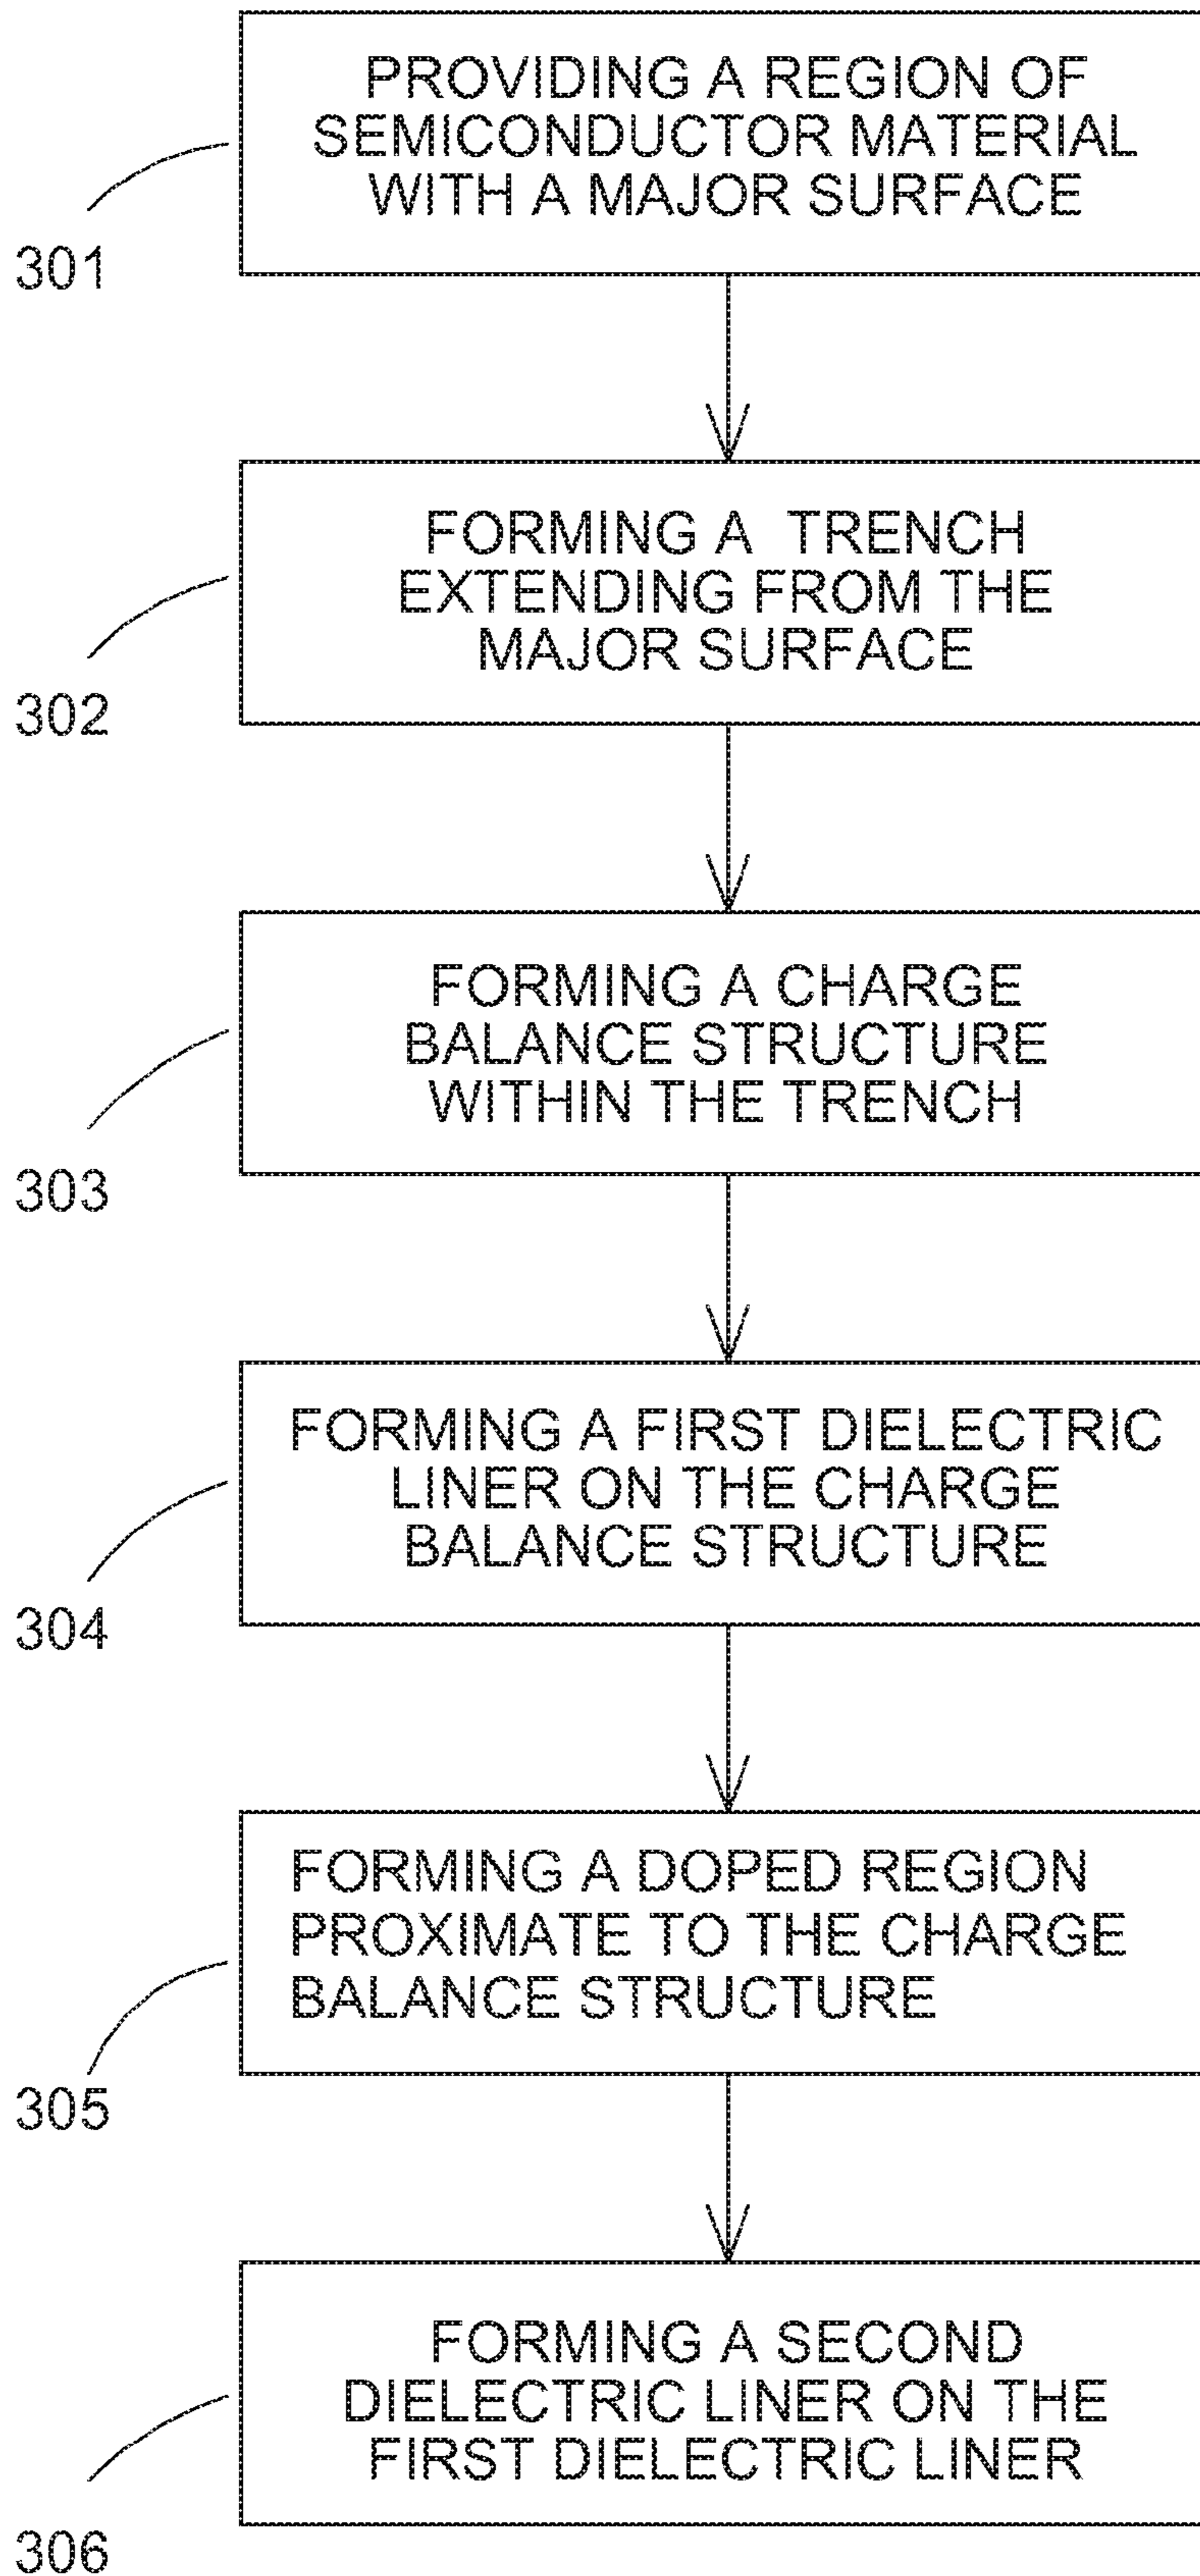 PROVIDING A REGION OF
SEMICONDUCTOR MATERIAL
WITH A MAJOR SURFACE
301
FORMING A TRENCH
EXTENDING FROM THE
MAJOR SURFACE
302
FORMING A CHARGE
BALANCE STRUCTURE
WITHIN THE TRENCH
303
FORMING A FIRST DIELECTRIC
LINER ON THE CHARGE
BALANCE STRUCTURE
304
FORMING A DOPED REGION
PROXIMATE TO THE CHARGE
BALANCE STRUCTURE
305
FORMING A SECOND
DIELECTRIC LINER ON THE
FIRST DIELECTRIC LINER
306